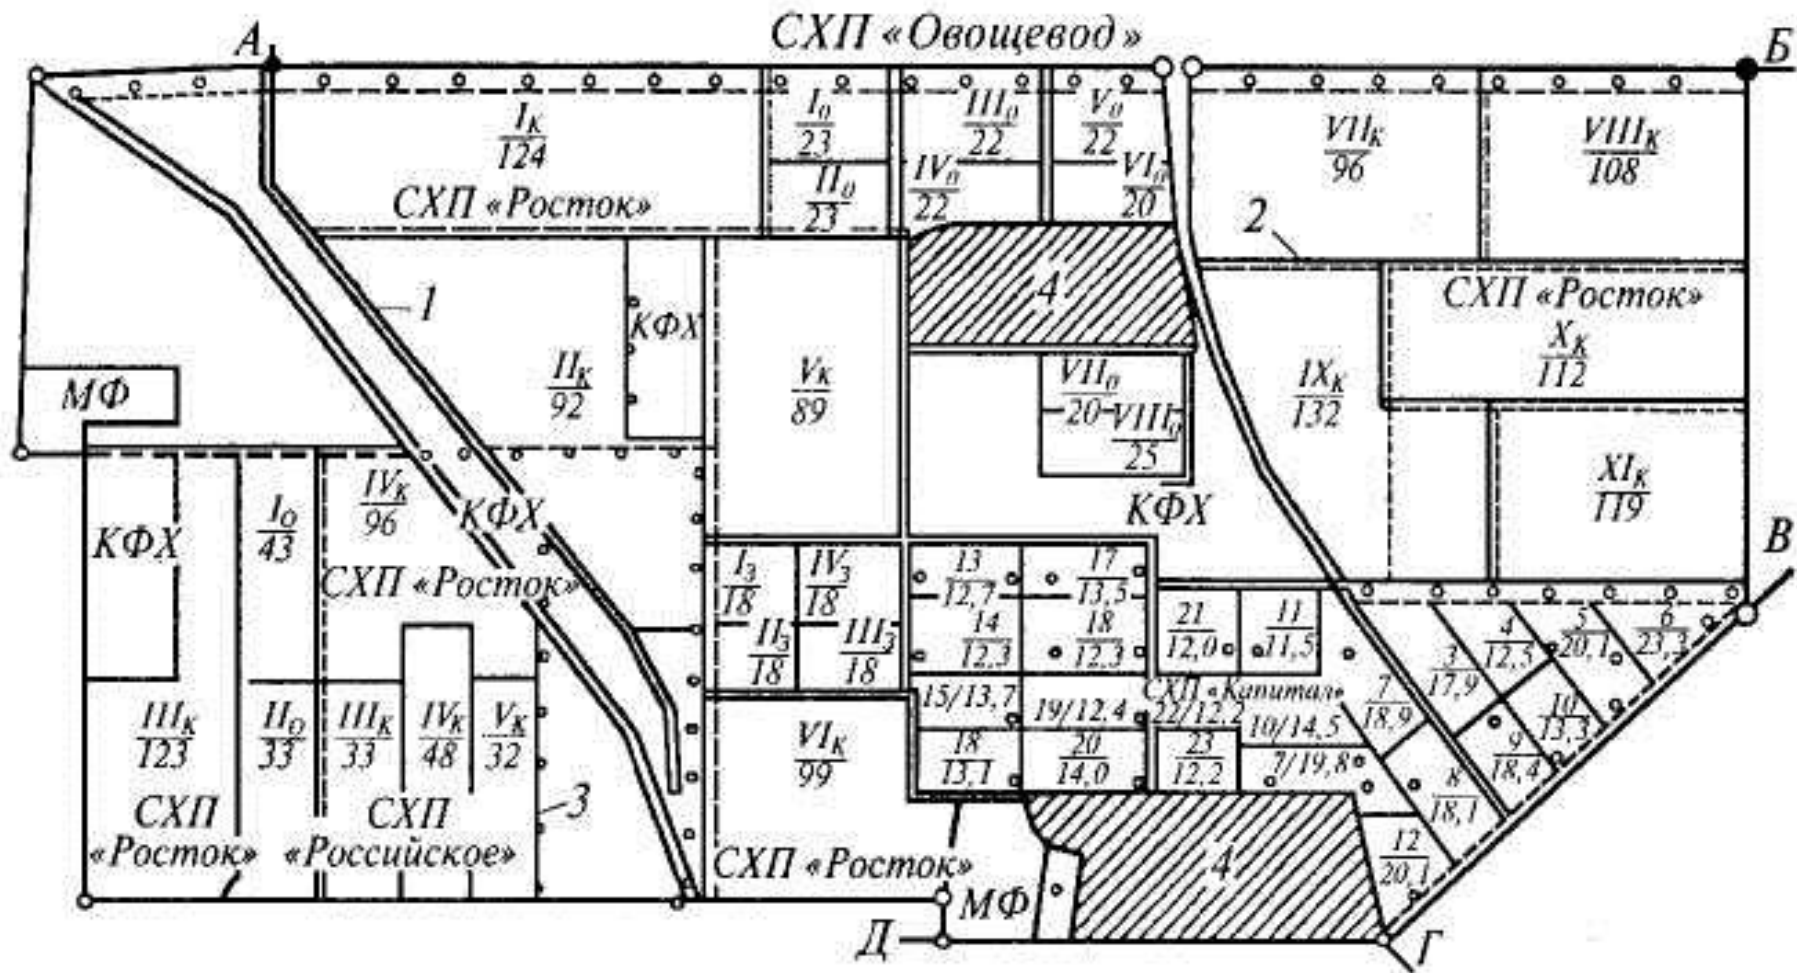 СХП «Овощевод»
А
Б
I_К
124
I_0
23
III_0
22
V_0
22
VII_К
96
VIII_К
108
СХП «Росток»
II_0
23
IV_0
22
VI_0
20
2
1
КФХ
4
СХП «Росток»
X_К
112
МФ
II_К
92
V_К
89
VII_0
20
VIII_0
25
IX_К
132
КФХ
I_0
43
IV_К
96
КФХ
КФХ
XI_К
119
В
СХП «Росток»
I_З
18
IV_З
18
II_З
18
III_З
18
13
12,7
17
13,5
14
12,3
18
12,3
21
12,0
11
11,5
3
17,9
4
12,5
5
20,1
6
23,3
15/13,7
19/12,4
СХП «Капитал»
22/12,2
10/14,5
7
18,9
10
13,3
III_К
123
II_0
33
III_К
33
IV_К
48
V_К
32
VI_К
99
18
13,1
20
14,0
23
12,2
7/19,8
8
18,1
9
18,4
3
СХП
«Росток»
СХП
«Российское»
СХП «Росток»
МФ
4
12
20,1
Д
Г